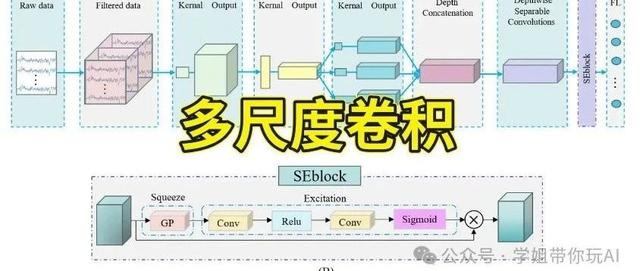 Raw data
Filtered data
Kernal Output
Kernal Output
Kernal Output
Depth
Concatenation
Depthwise
Separable
Convolutions
SEblock
FL
多尺度卷积
SEblock
Squeeze
Excitation
GP
Conv
Relu
Conv
Sigmoid
公众号·学姐带你玩AI